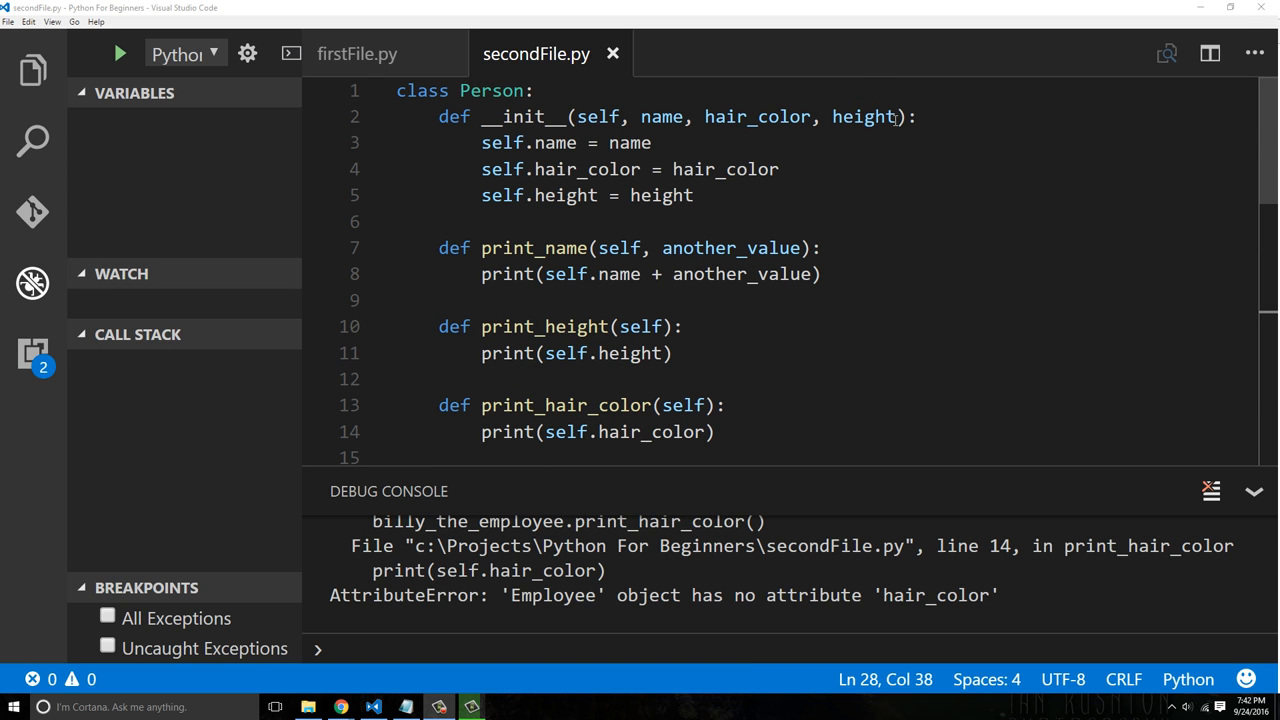 secondFile.py - Python For Beginners - Visual Studio Code
File Edit View Go Help
Pythor
firstFile.py
secondFile.py
VARIABLES
WATCH
CALL STACK
BREAKPOINTS
All Exceptions
Uncaught Exceptions
2
1 class Person:
2 def __init__(self, name, hair_color, height):
3 self.name = name
4 self.hair_color = hair_color
5 self.height = height
6
7 def print_name(self, another_value):
8 print(self.name + another_value)
9
10 def print_height(self):
11 print(self.height)
12
13 def print_hair_color(self):
14 print(self.hair_color)
15
DEBUG CONSOLE
billy_the_employee.print_hair_color()
File "c:\Projects\Python For Beginners\secondFile.py", line 14, in print_hair_color
print(self.hair_color)
AttributeError: 'Employee' object has no attribute 'hair_color'
0 0
Ln 28, Col 38 Spaces: 4 UTF-8 CRLF Python
I'm Cortana. Ask me anything.
7:42 PM
9/24/2016